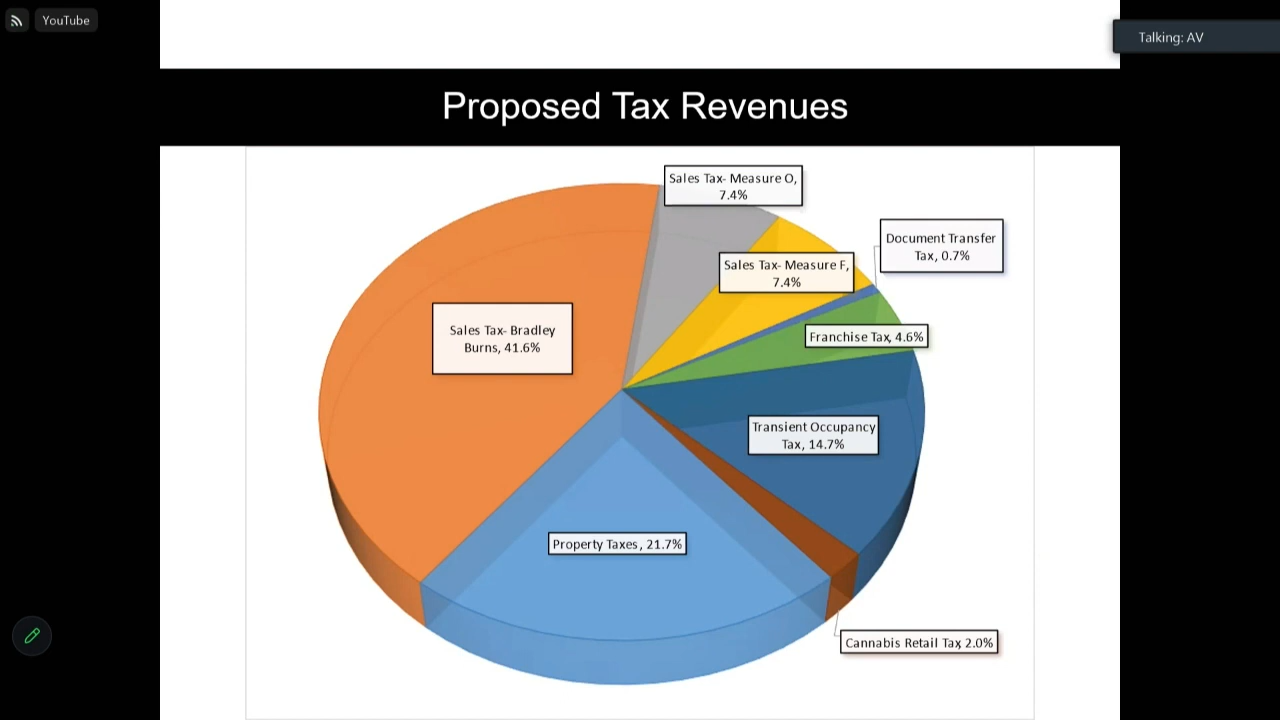 YouTube
Talking: AV
Proposed Tax Revenues
Sales Tax- Measure O,
7.4%
Document Transfer
Tax, 0.7%
Sales Tax- Measure F,
7.4%
Sales Tax- Bradley
Burns, 41.6%
Franchise Tax, 4.6%
Transient Occupancy
Tax, 14.7%
Property Taxes, 21.7%
Cannabis Retail Tax, 2.0%